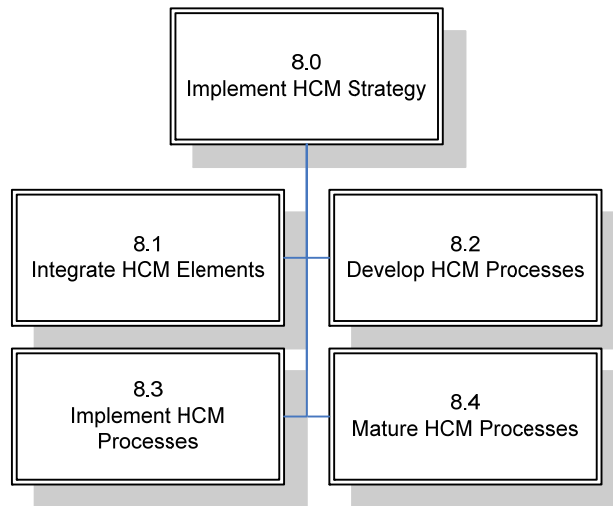 8.0
Implement HCM Strategy
8.1
Integrate HCM Elements
8.2
Develop HCM Processes
8.3
Implement HCM
Processes
8.4
Mature HCM Processes